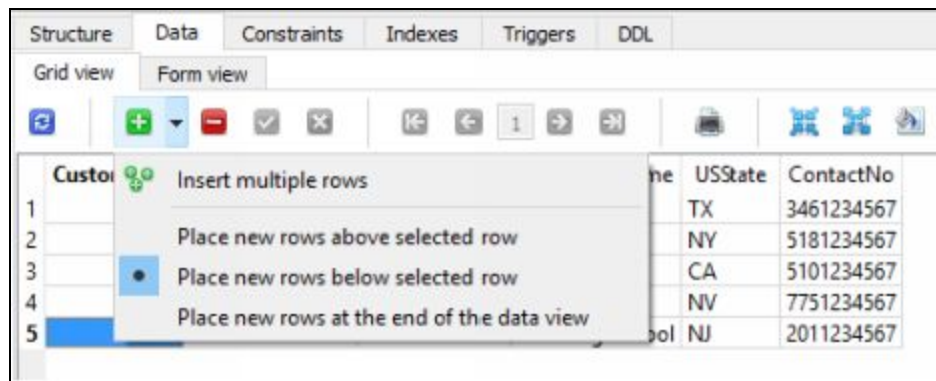 Structure Data Constraints Indexes Triggers DDL
Grid view Form view
1
USState ContactNo
Insert multiple rows
1 TX 3461234567
2 Place new rows above selected row NY 5181234567
3 Place new rows below selected row CA 5101234567
4 Place new rows at the end of the data view NV 7751234567
5 NJ 2011234567